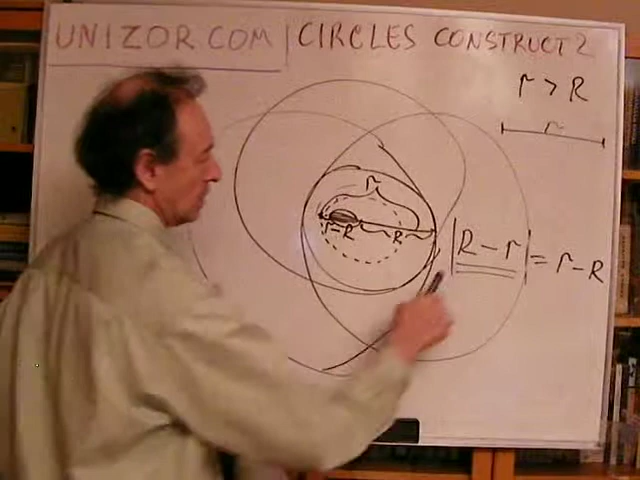 UNIZOR.COM | CIRCLES CONSTRUCT 2
r > R
r
r
r-R R
|R - r| = r - R